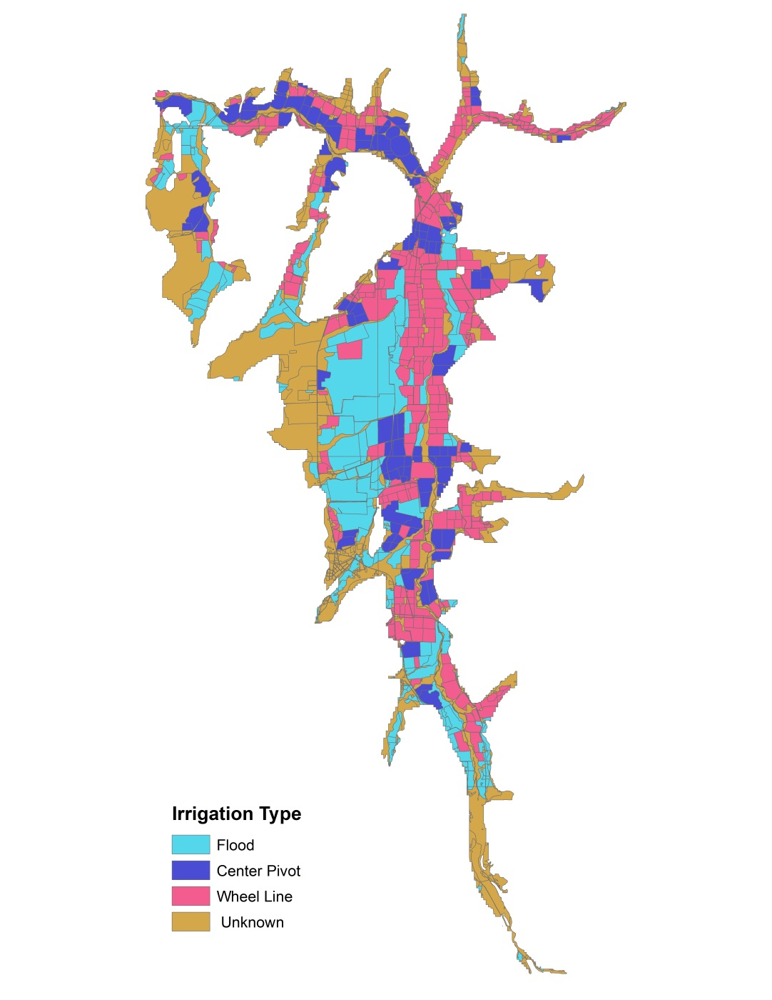 Irrigation Type
Flood
Center Pivot
Wheel Line
Unknown